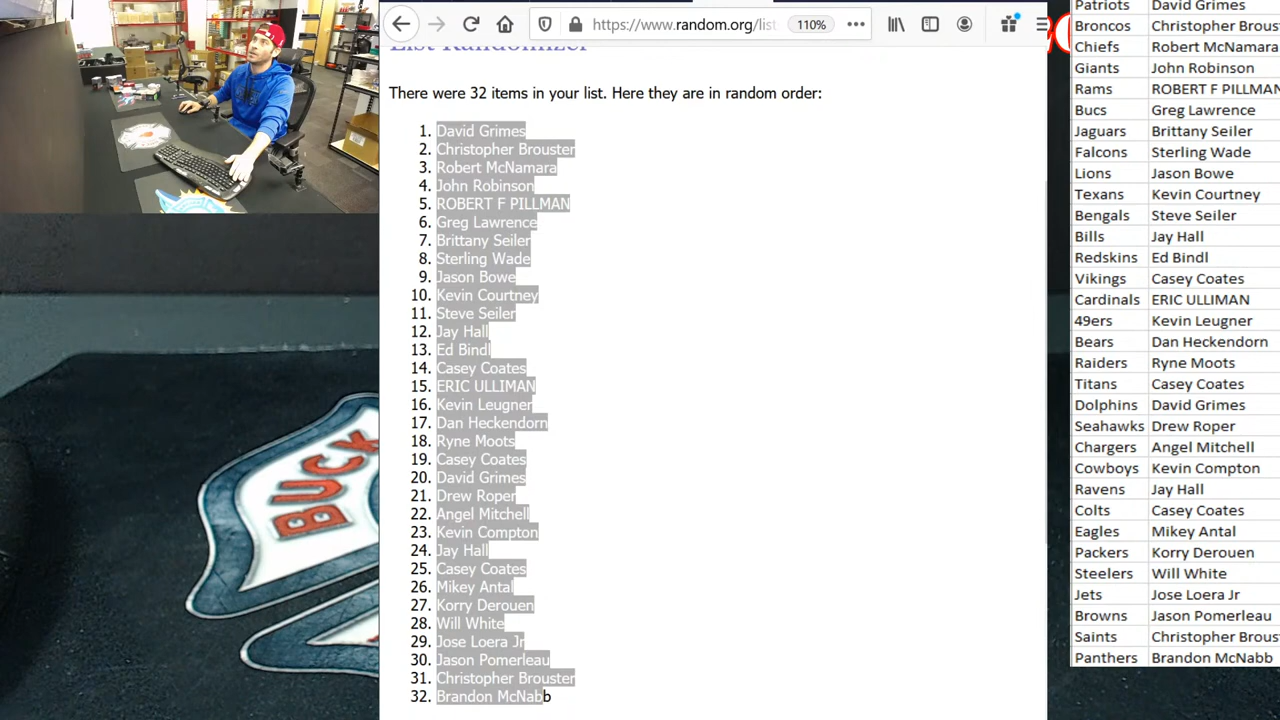 https://www.random.org/list
110%
List Randomizer
There were 32 items in your list. Here they are in random order:
1. David Grimes
2. Christopher Brouster
3. Robert McNamara
4. John Robinson
5. ROBERT F PILLMAN
6. Greg Lawrence
7. Brittany Seiler
8. Sterling Wade
9. Jason Bowe
10. Kevin Courtney
11. Steve Seiler
12. Jay Hall
13. Ed Bindl
14. Casey Coates
15. ERIC ULLIMAN
16. Kevin Leugner
17. Dan Heckendorn
18. Ryne Moots
19. Casey Coates
20. David Grimes
21. Drew Roper
22. Angel Mitchell
23. Kevin Compton
24. Jay Hall
25. Casey Coates
26. Mikey Antal
27. Korry Derouen
28. Will White
29. Jose Loera Jr
30. Jason Pomerleau
31. Christopher Brouster
32. Brandon McNabb
Patriots David Grimes
Broncos Christopher Brous
Chiefs Robert McNamara
Giants John Robinson
Rams ROBERT F PILLMAN
Bucs Greg Lawrence
Jaguars Brittany Seiler
Falcons Sterling Wade
Lions Jason Bowe
Texans Kevin Courtney
Bengals Steve Seiler
Bills Jay Hall
Redskins Ed Bindl
Vikings Casey Coates
Cardinals ERIC ULLIMAN
49ers Kevin Leugner
Bears Dan Heckendorn
Raiders Ryne Moots
Titans Casey Coates
Dolphins David Grimes
Seahawks Drew Roper
Chargers Angel Mitchell
Cowboys Kevin Compton
Ravens Jay Hall
Colts Casey Coates
Eagles Mikey Antal
Packers Korry Derouen
Steelers Will White
Jets Jose Loera Jr
Browns Jason Pomerleau
Saints Christopher Brous
Panthers Brandon McNabb
BUCK